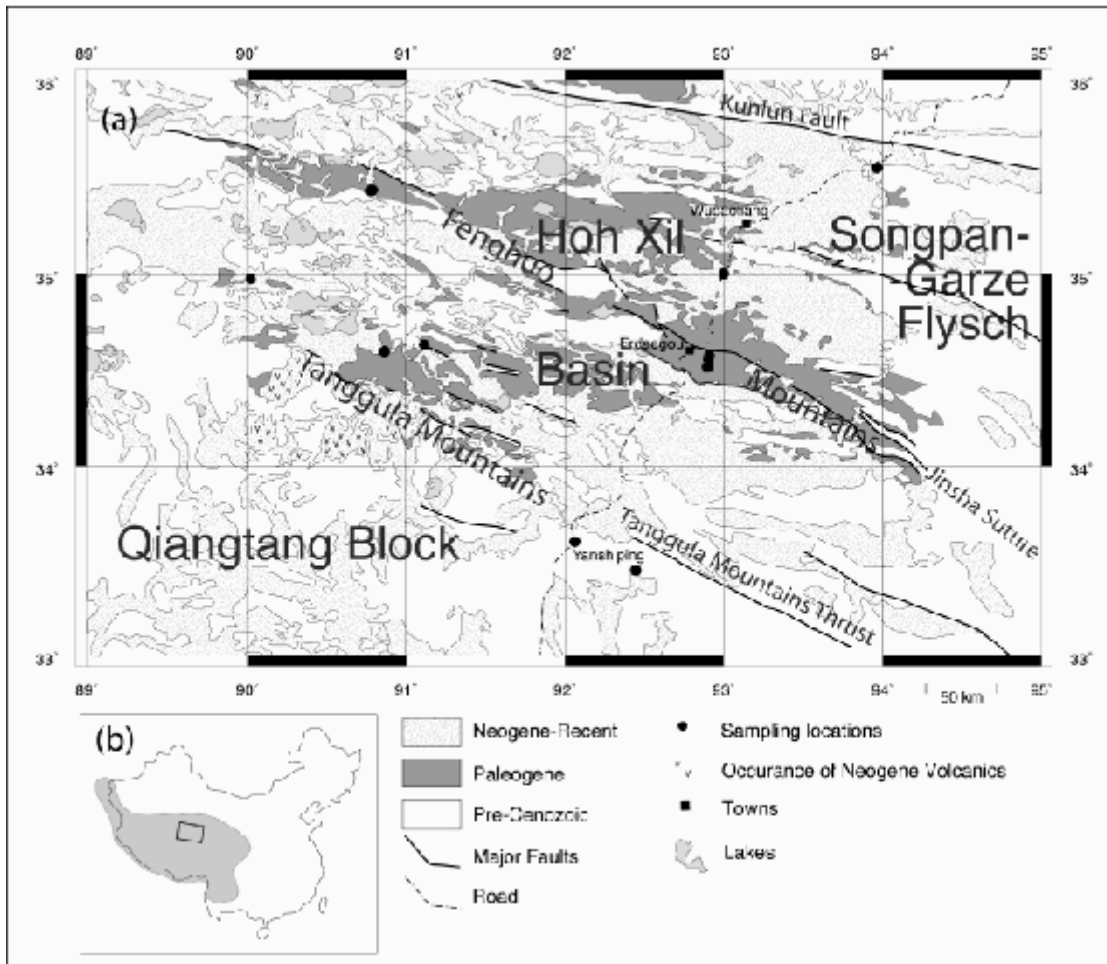 89° 90° 91° 92° 93° 94° 95°
36° 36°
(a)
Kunlun Fault
Hoh Xil
Songpan-
Garze
Flysch
Fenghuo
35° 35°
Basin
Mountains
Tanggula Mountains
34° 34°
Jinsha Suture
Qiangtang Block
Yanshiping
Tanggula Mountains Thrust
33° 33°
89° 90° 91° 92° 93° 94° 95°
50 km
(b)
Neogene-Recent
Paleogene
Pre-Cenozoic
Major Faults
Road
Sampling locations
Occurance of Neogene Volcanics
Towns
Lakes